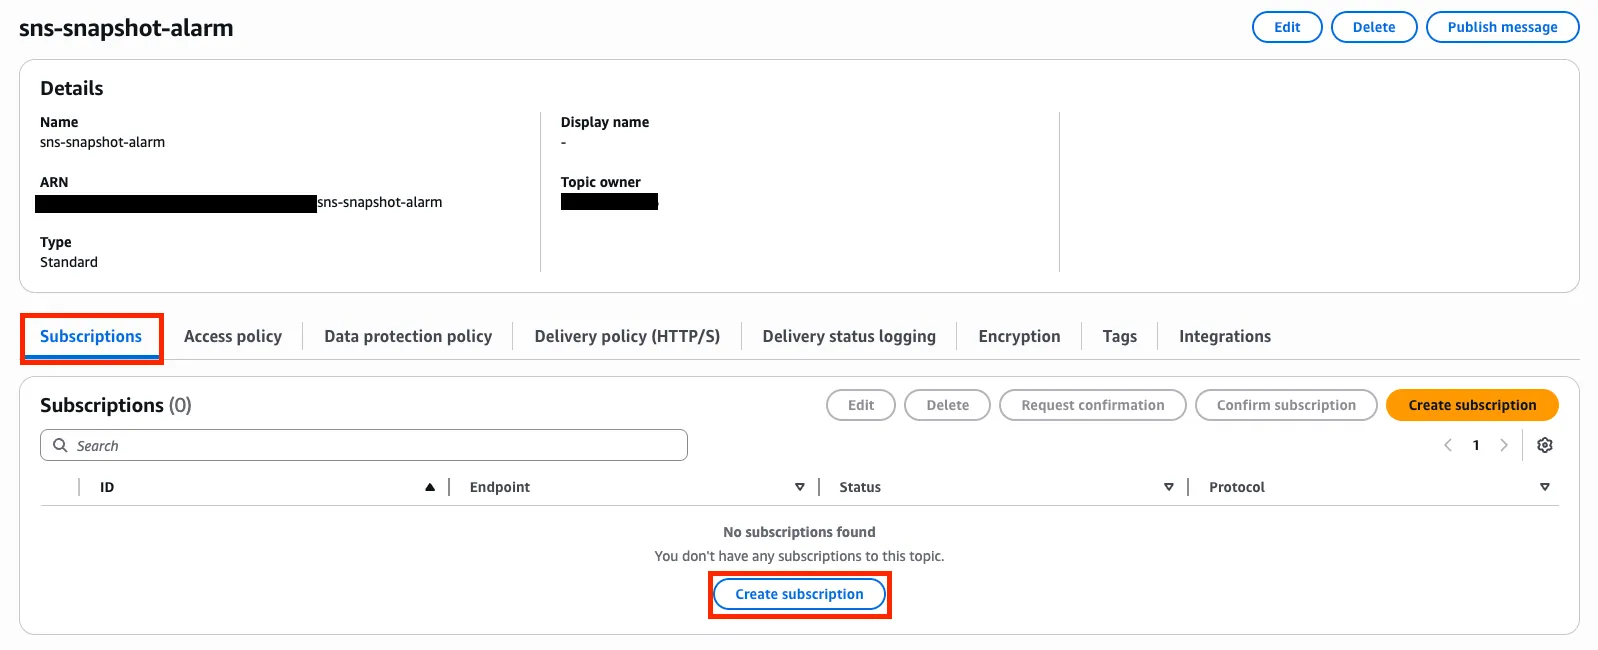 sns-snapshot-alarm
Edit Delete Publish message
Details
Name
sns-snapshot-alarm
Display name
-
ARN
sns-snapshot-alarm
Topic owner
Type
Standard
Subscriptions Access policy Data protection policy Delivery policy (HTTP/S) Delivery status logging Encryption Tags Integrations
Subscriptions (0)
Edit Delete Request confirmation Confirm subscription Create subscription
Search
1
ID Endpoint Status Protocol
No subscriptions found
You don't have any subscriptions to this topic.
Create subscription